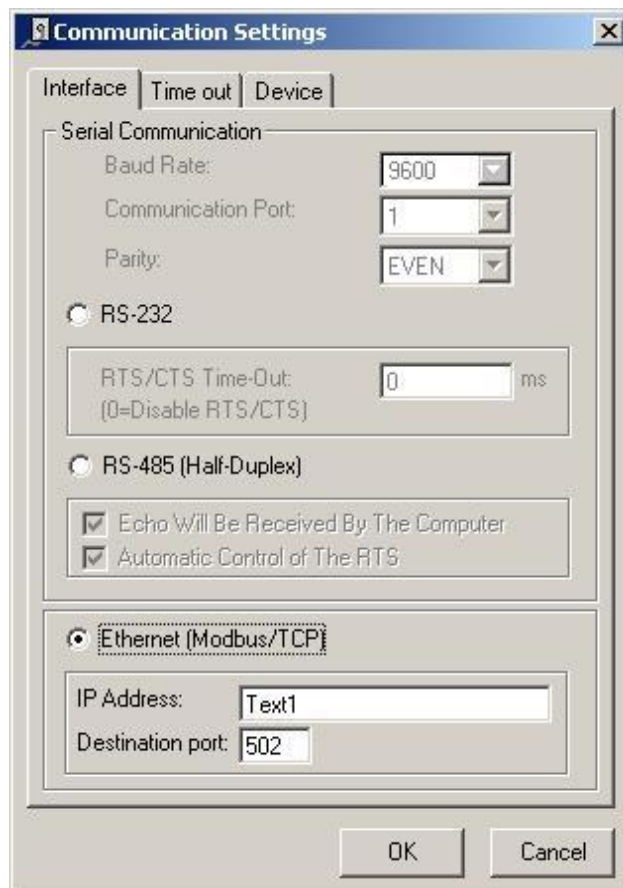 Communication Settings
Interface Time out Device
Serial Communication
Baud Rate: 9600
Communication Port: 1
Parity: EVEN
RS-232
RTS/CTS Time-Out: 0 ms
(0=Disable RTS/CTS)
RS-485 (Half-Duplex)
Echo Will Be Received By The Computer
Automatic Control of The RTS
Ethernet (Modbus/TCP)
IP Address: Text1
Destination port: 502
OK Cancel